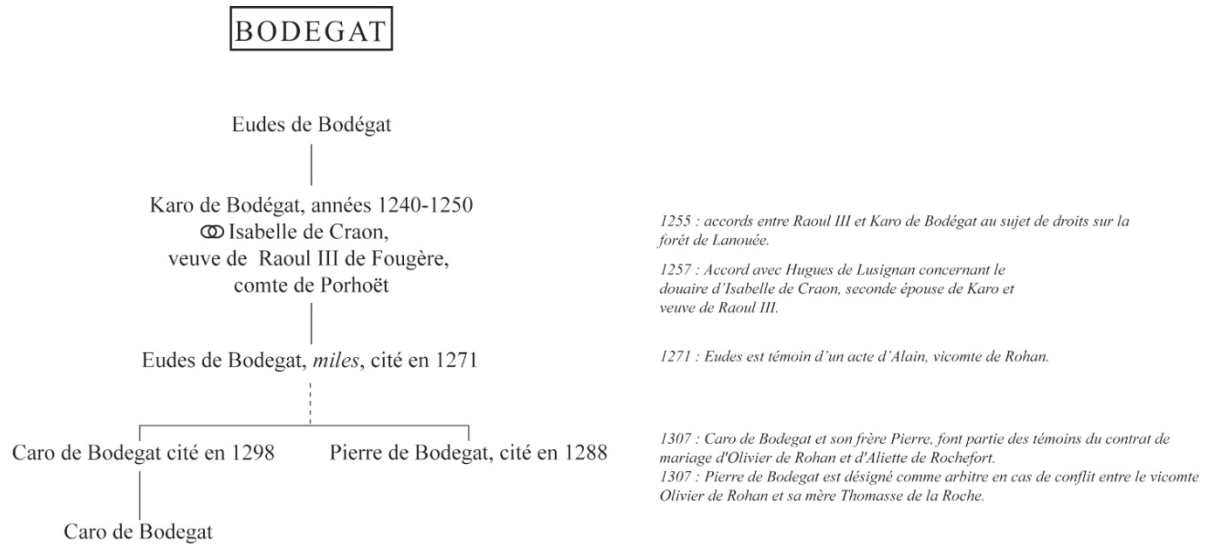 BODEGAT
Eudes de Bodégat
Karo de Bodégat, années 1240-1250
Isabelle de Craon,
veuve de Raoul III de Fougère,
comte de Porhoët
1255 : accords entre Raoul III et Karo de Bodégat au sujet de droits sur la
forêt de Lanouée.
1257 : Accord avec Hugues de Lusignan concernant le
douaire d'Isabelle de Craon, seconde épouse de Karo et
veuve de Raoul III.
Eudes de Bodegat, miles, cité en 1271
1271 : Eudes est témoin d'un acte d'Alain, vicomte de Rohan.
Caro de Bodegat cité en 1298
Pierre de Bodegat, cité en 1288
1307 : Caro de Bodegat et son frère Pierre, font partie des témoins du contrat de
mariage d'Olivier de Rohan et d'Aliette de Rochefort.
1307 : Pierre de Bodegat est désigné comme arbitre en cas de conflit entre le vicomte
Olivier de Rohan et sa mère Thomasse de la Roche.
Caro de Bodegat